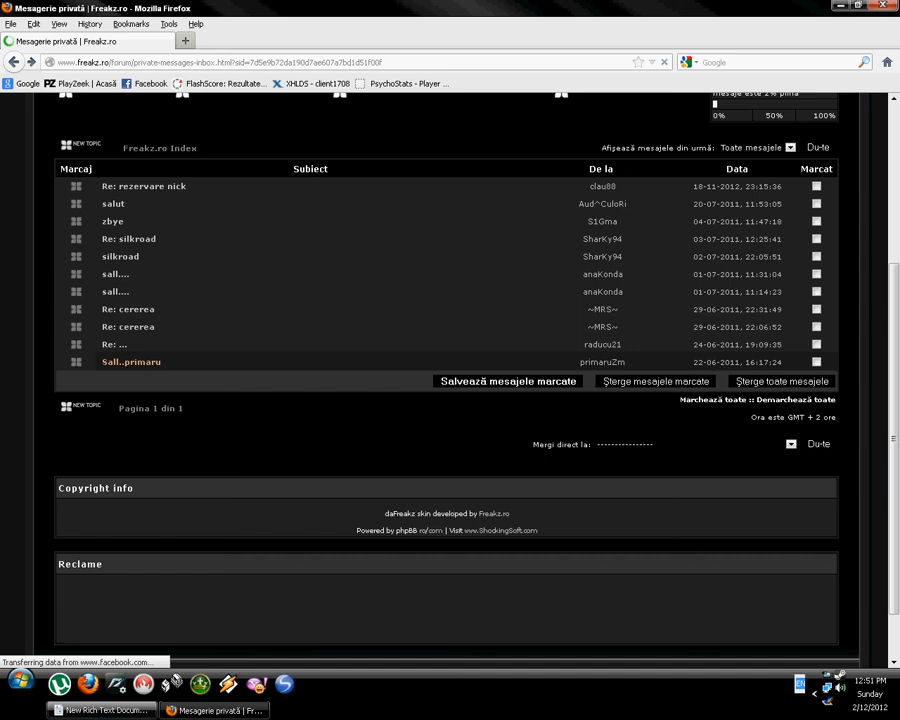 Mesagerie privată | Freakz.ro - Mozilla Firefox
File Edit View History Bookmarks Tools Help
Mesagerie privată | Freakz.ro
www.freakz.ro/forum/private-messages-inbox.html?sid=7d5e9b72da190d7ae607a7bd1d51f00f
Google
Google PlayZeek | Acasă Facebook FlashScore: Rezultate... XHLDS - client1708 PsychoStats - Player ...
mesaje este 2% plină
0% 50% 100%
NEW TOPIC Freakz.ro Index Afişează mesajele din urmă: Toate mesajele Du-te
Marcaj Subiect De la Data Marcat
Re: rezervare nick clau88 18-11-2012, 23:15:36
salut Aud^CuloRi 20-07-2011, 11:53:05
zbye S1Gma 04-07-2011, 11:47:18
Re: silkroad SharKy94 03-07-2011, 12:25:41
silkroad SharKy94 02-07-2011, 22:05:51
sall.... anaKonda 01-07-2011, 11:31:04
sall.... anaKonda 01-07-2011, 11:14:23
Re: cererea ~MRS~ 29-06-2011, 22:31:49
Re: cererea ~MRS~ 29-06-2011, 22:06:52
Re: ... raducu21 24-06-2011, 19:09:35
Sall..primaru primaruZm 22-06-2011, 16:17:24
Salvează mesajele marcate Şterge mesajele marcate Şterge toate mesajele
NEW TOPIC Pagina 1 din 1 Marchează toate :: Demarchează toate
Ora este GMT + 2 ore
Mergi direct la: --------------- Du-te
Copyright info
daFreakz skin developed by Freakz.ro
Powered by phpBB ro/com | Visit www.ShockingSoft.com
Reclame
Transferring data from www.facebook.com...
EN
12:51 PM
Sunday
2/12/2012
New Rich Text Docum... Mesagerie privată | Fr...